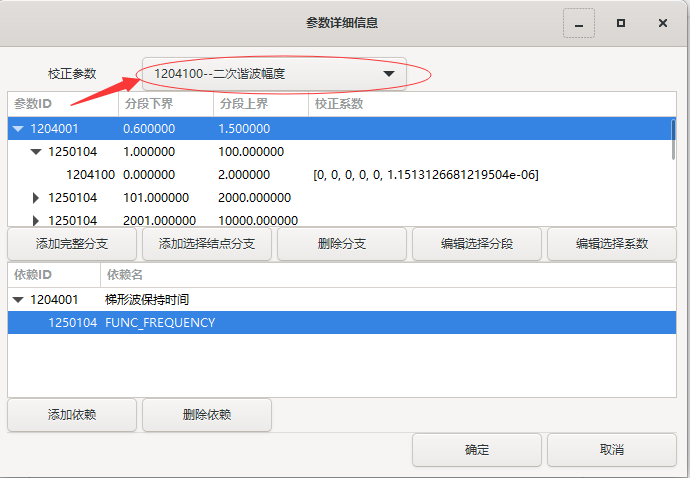 参数详细信息
校正参数 1204100--二次谐波幅度
参数ID 分段下界 分段上界 校正系数
1204001 0.600000 1.500000
1250104 1.000000 100.000000
1204100 0.000000 2.000000 [0, 0, 0, 0, 0, 1.1513126681219504e-06]
1250104 101.000000 2000.000000
1250104 2001.000000 10000.000000
添加完整分支 添加选择结点分支 删除分支 编辑选择分段 编辑选择系数
依赖ID 依赖名
1204001 梯形波保持时间
1250104 FUNC_FREQUENCY
添加依赖 删除依赖
确定 取消